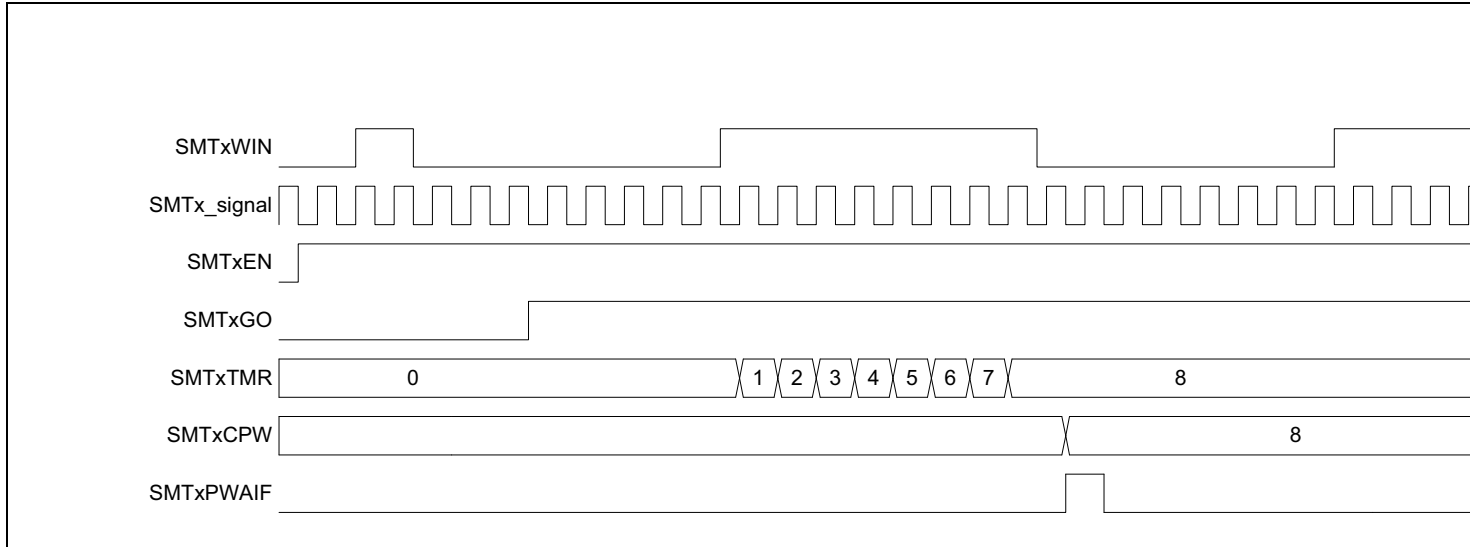 SMTxWIN
SMTx_signal
SMTxEN
SMTxGO
SMTxTMR 0 1 2 3 4 5 6 7 8
SMTxCPW 8
SMTxPWAIF